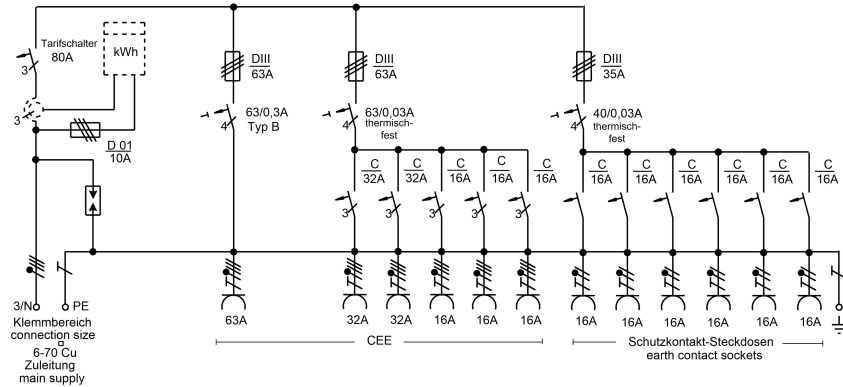 Tarifschalter
80A
kWh
3
3
D 01
10A
DIII
63A
63/0,3A
Typ B
4
DIII
63A
63/0,03A
thermisch-
fest
4
DIII
35A
40/0,03A
thermisch-
fest
4
C C C C C
32A 32A 16A 16A 16A
3 3 3 3 3
C C C C C C
16A 16A 16A 16A 16A 16A
3/N PE
63A 32A 32A 16A 16A 16A 16A 16A 16A 16A 16A 16A
Klemmbereich
connection size
6-70 Cu
Zuleitung
main supply
CEE
Schutzkontakt-Steckdosen
earth contact sockets